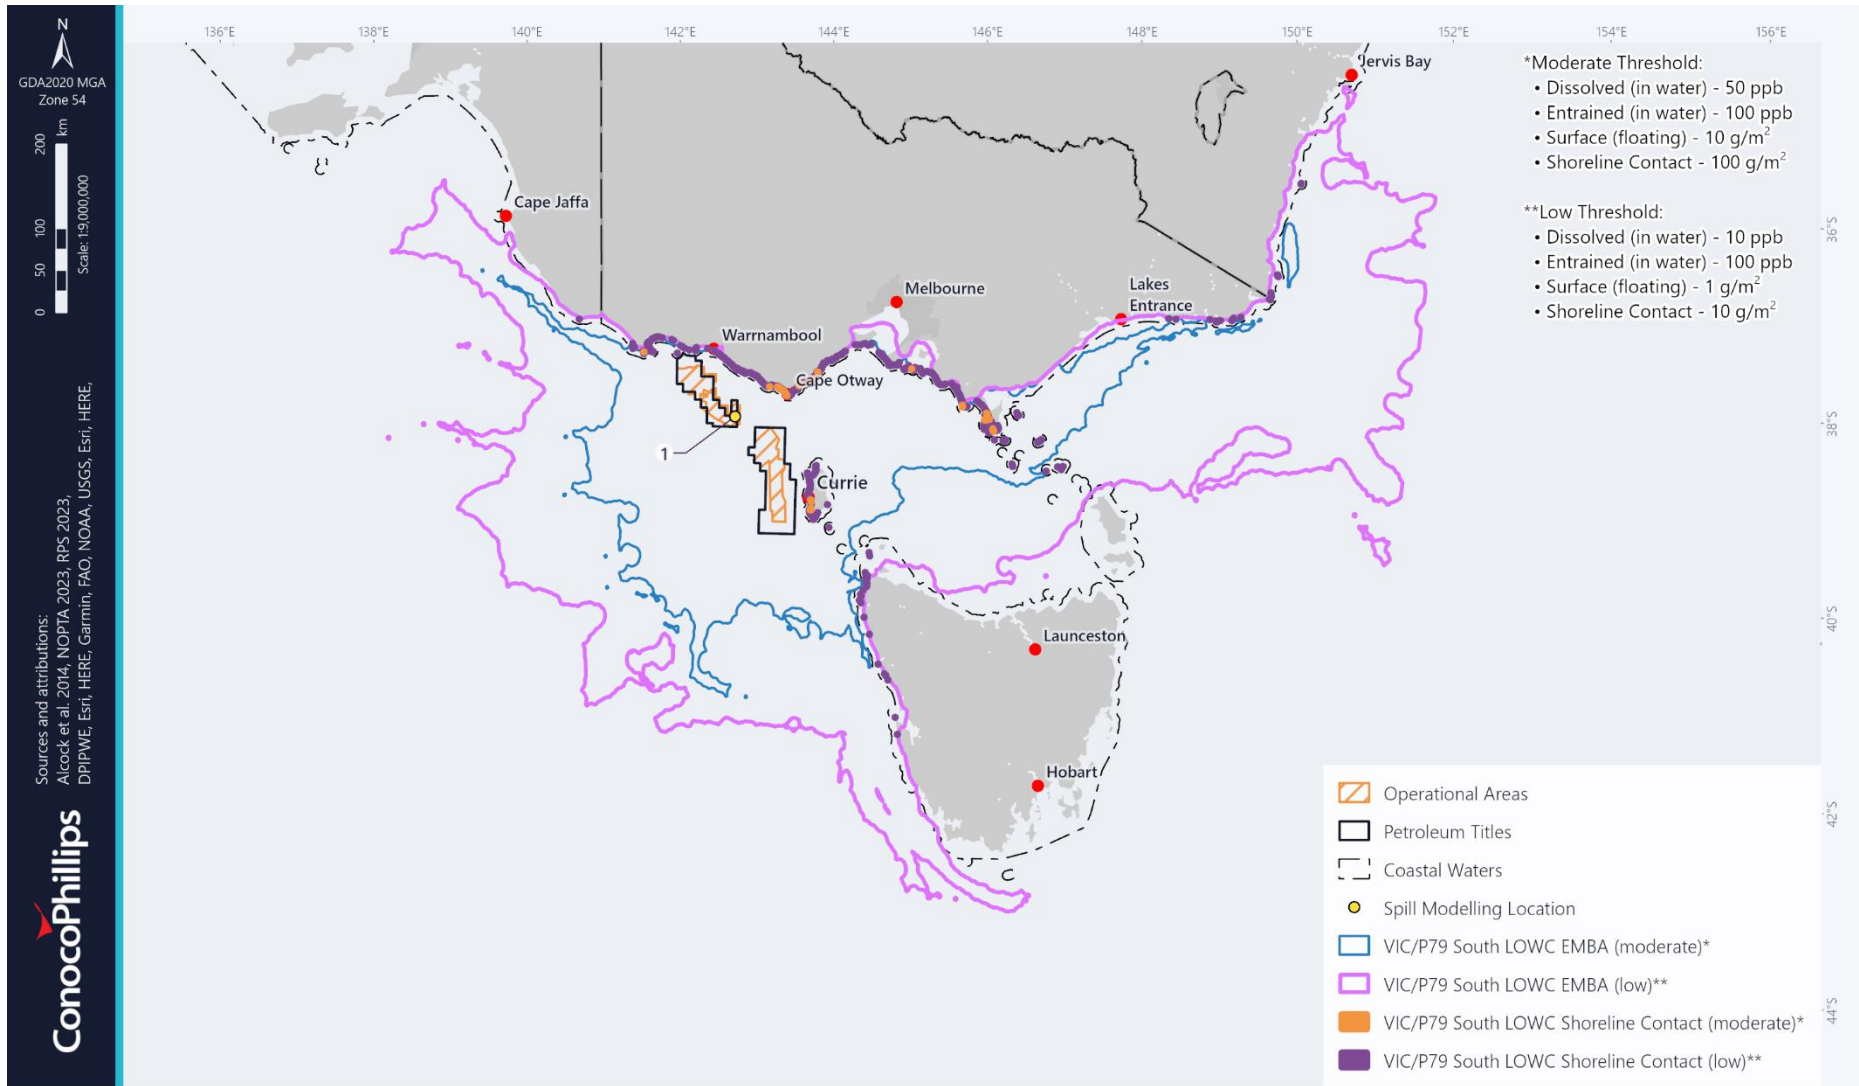 N
GDA2020 MGA
Zone 54
0 50 100 200
km
Scale: 1:9,000,000
Sources and attributions:
Alcock et al. 2014, NOPTA 2023, RPS 2023,
DPIPWE, Esri, HERE, Garmin, FAO, NOAA, USGS, Esri, HERE,
ConocoPhillips
136°E 138°E 140°E 142°E 144°E 146°E 148°E 150°E 152°E 154°E 156°E
36°S
38°S
40°S
42°S
44°S
Jervis Bay
Cape Jaffa
Melbourne
Lakes
Entrance
Warrnambool
Cape Otway
1
Currie
Launceston
Hobart
*Moderate Threshold:
• Dissolved (in water) - 50 ppb
• Entrained (in water) - 100 ppb
• Surface (floating) - 10 g/m²
• Shoreline Contact - 100 g/m²
**Low Threshold:
• Dissolved (in water) - 10 ppb
• Entrained (in water) - 100 ppb
• Surface (floating) - 1 g/m²
• Shoreline Contact - 10 g/m²
Operational Areas
Petroleum Titles
Coastal Waters
Spill Modelling Location
VIC/P79 South LOWC EMBA (moderate)*
VIC/P79 South LOWC EMBA (low)**
VIC/P79 South LOWC Shoreline Contact (moderate)*
VIC/P79 South LOWC Shoreline Contact (low)**